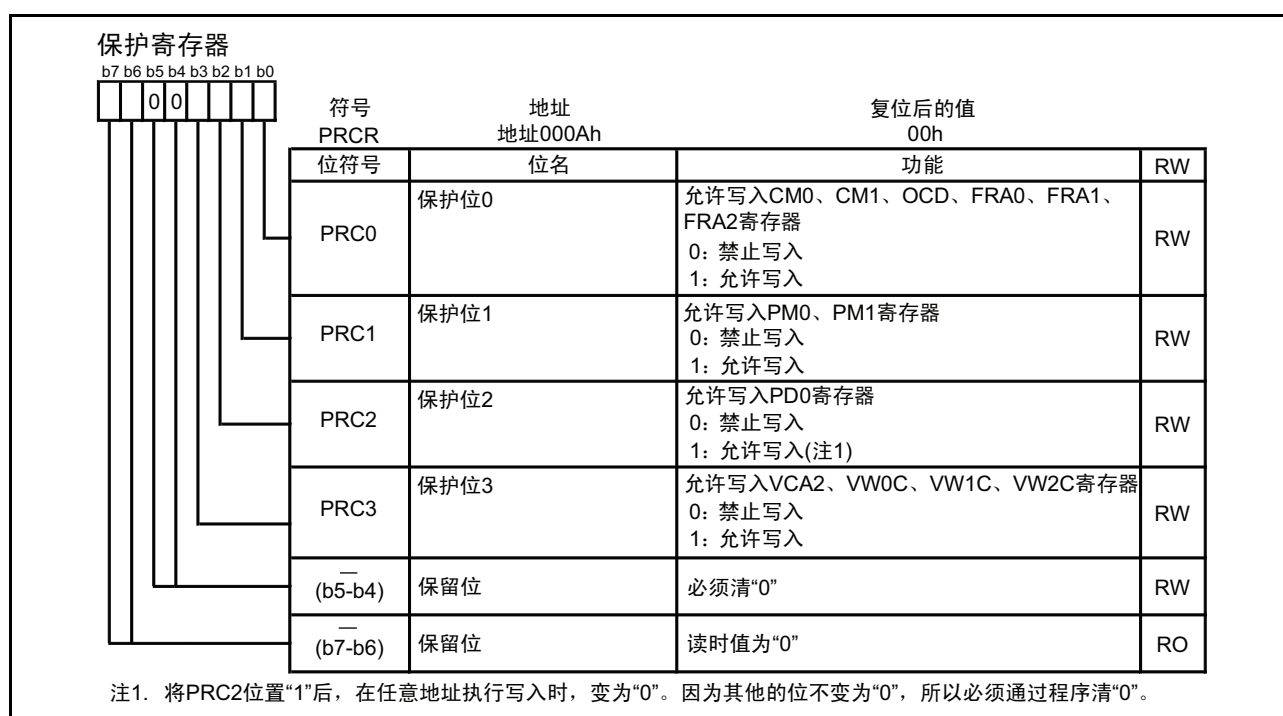 保护寄存器
b7 b6 b5 b4 b3 b2 b1 b0
0 0
符号 地址 复位后的值
PRCR 地址000Ah 00h
位符号 位名 功能 RW
PRC0 保护位0 允许写入CM0、CM1、OCD、FRA0、FRA1、
FRA2寄存器
0：禁止写入
1：允许写入
RW
PRC1 保护位1 允许写入PM0、PM1寄存器
0：禁止写入
1：允许写入
RW
PRC2 保护位2 允许写入PD0寄存器
0：禁止写入
1：允许写入(注1)
RW
PRC3 保护位3 允许写入VCA2、VW0C、VW1C、VW2C寄存器
0：禁止写入
1：允许写入
RW
—
(b5-b4) 保留位 必须清“0” RW
—
(b7-b6) 保留位 读时值为“0” RO
注1. 将PRC2位置“1”后，在任意地址执行写入时，变为“0”。因为其他的位不变为“0”，所以必须通过程序清“0”。